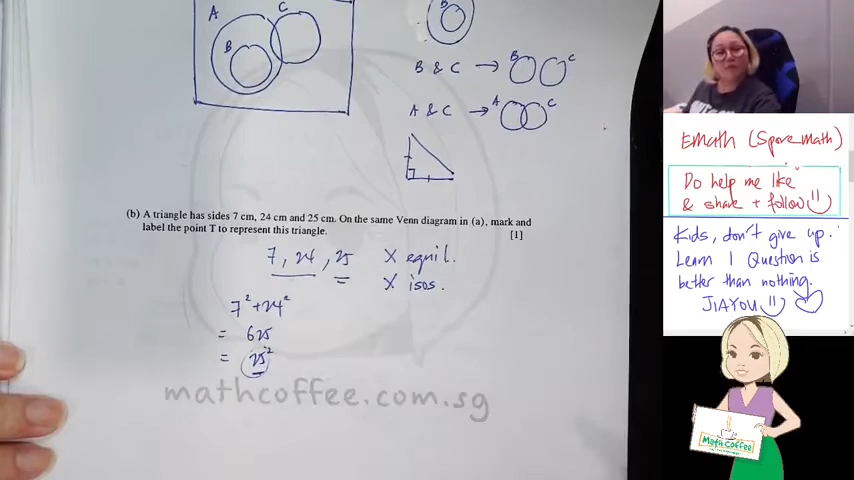 A
C
B
B
B & C → B C
A & C → A C
(b) A triangle has sides 7 cm, 24 cm and 25 cm. On the same Venn diagram in (a), mark and
label the point T to represent this triangle.
[1]
7, 24, 25 X equil.
X isos.
7² + 24²
= 625
= 25²
mathcoffee.com.sg
EMath (Spore math)
Do help me like
& share + follow
Kids, don't give up.
Learn 1 Question is
better than nothing.
JIAYOU
Math Coffee